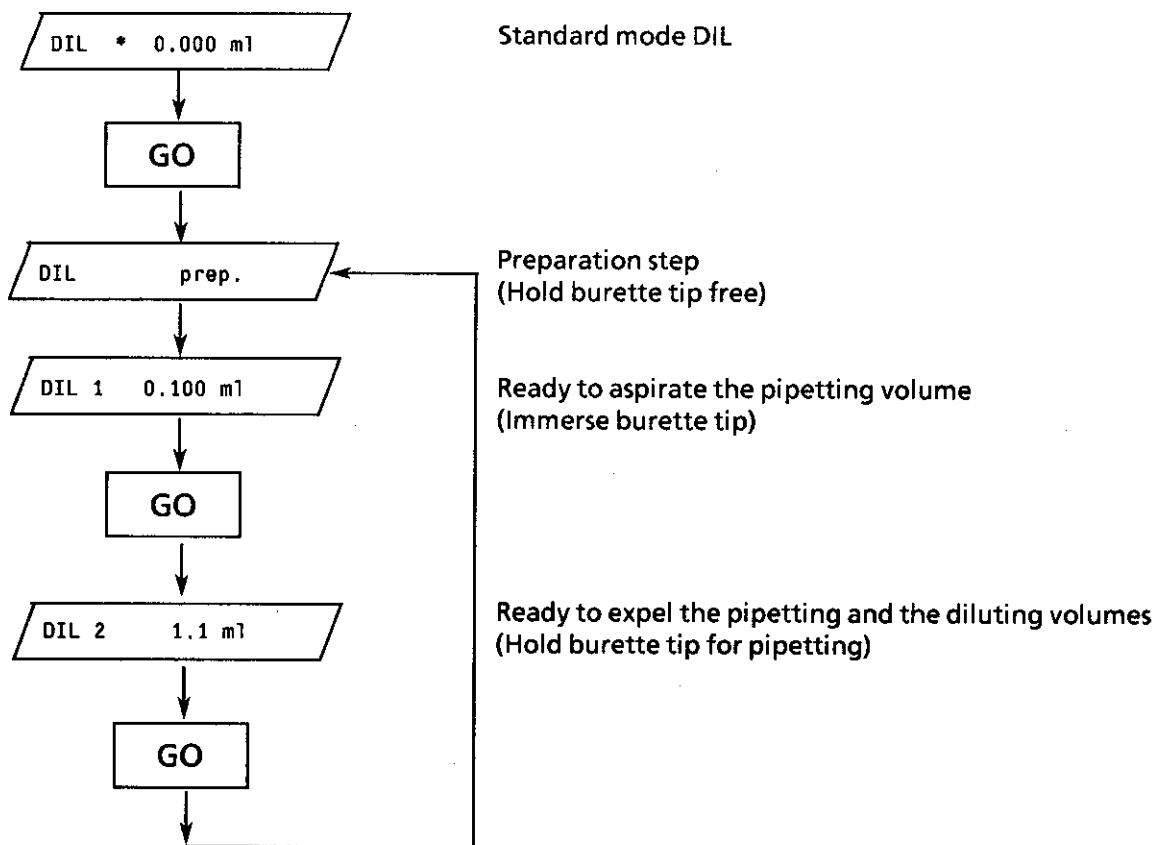 DIL * 0.000 ml
Standard mode DIL
GO
DIL prep.
Preparation step
(Hold burette tip free)
DIL 1 0.100 ml
Ready to aspirate the pipetting volume
(Immerse burette tip)
GO
DIL 2 1.1 ml
Ready to expel the pipetting and the diluting volumes
(Hold burette tip for pipetting)
GO